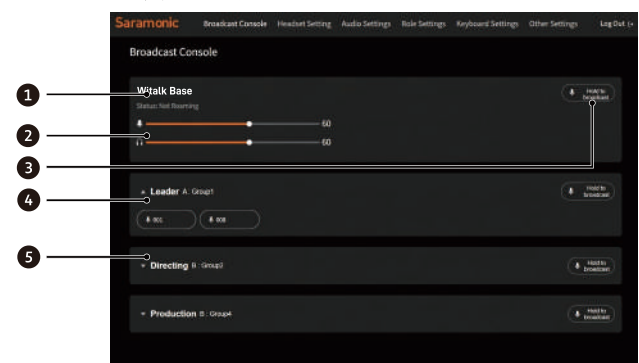 Saramonic Broadcast Console Headset Setting Audio Settings Role Settings Keyboard Settings Other Settings Log Out
Broadcast Console
1 Witalk Base Hold to
broadcast
Status: Not Roaming
60
2
60
3
Leader A : Group1 Hold to
broadcast
4
001 008
5
Directing B : Group3 Hold to
broadcast
Production B : Group4 Hold to
broadcast